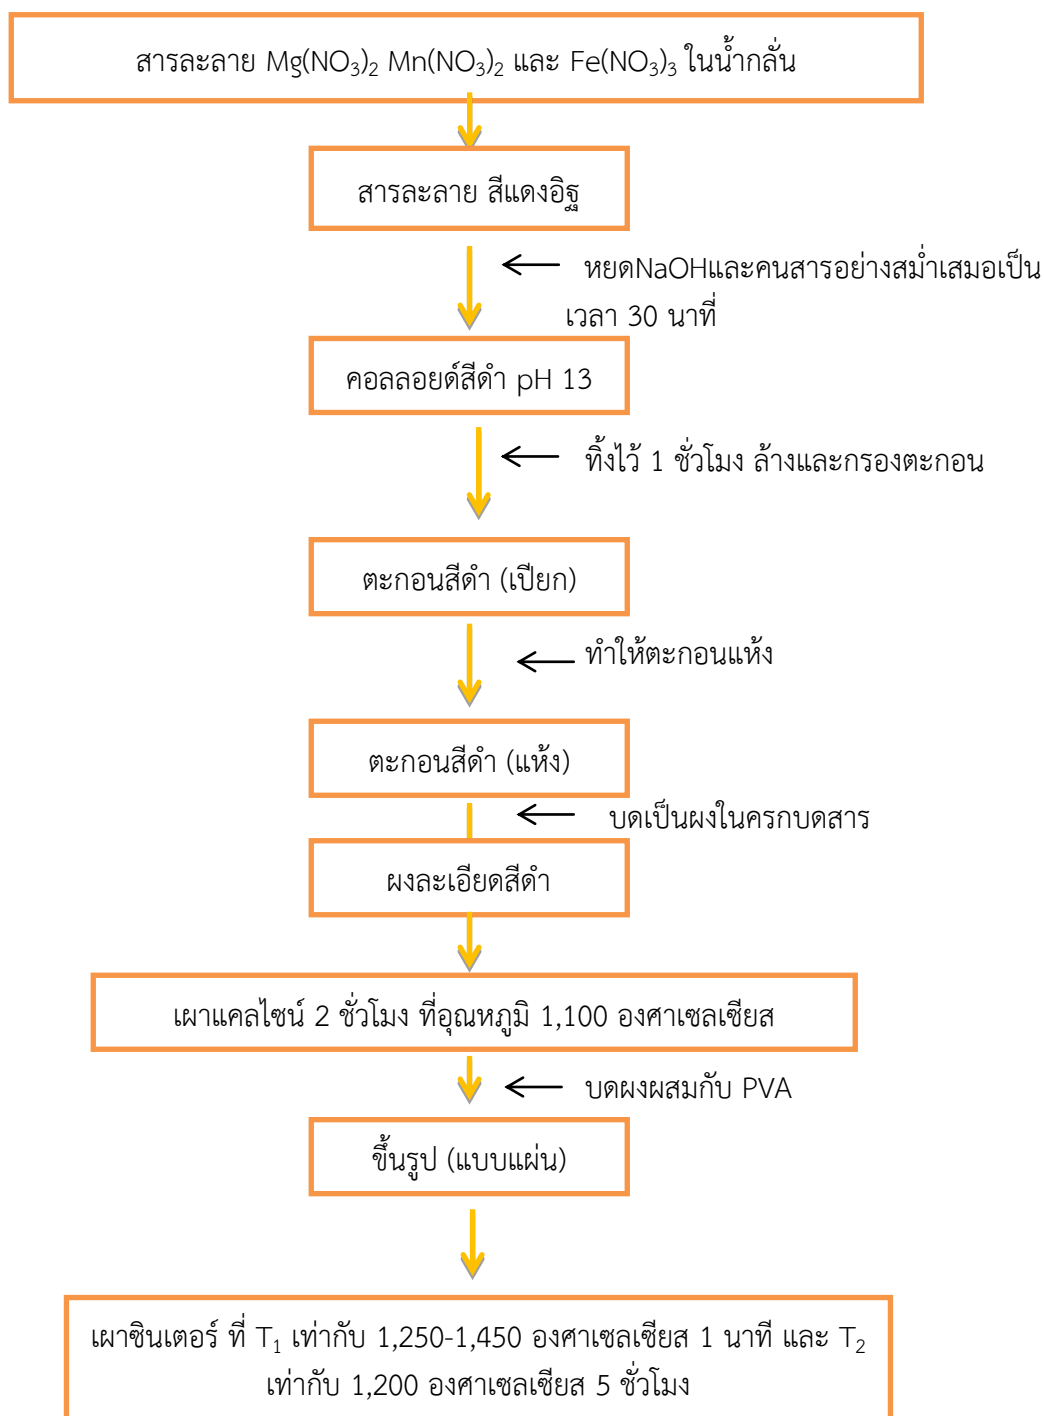 สารละลาย Mg(NO₃)₂ Mn(NO₃)₂ และ Fe(NO₃)₃ ในน้ำกลั่น
สารละลาย สีแดงอิฐ
หยดNaOHและคนสารอย่างสม่ำเสมอเป็น
เวลา 30 นาที่
คอลลอยด์สีดำ pH 13
ทิ้งไว้ 1 ชั่วโมง ล้างและกรองตะกอน
ตะกอนสีดำ (เปียก)
ทำให้ตะกอนแห้ง
ตะกอนสีดำ (แห้ง)
บดเป็นผงในครกบดสาร
ผงละเอียดสีดำ
เผาแคลไซน์ 2 ชั่วโมง ที่อุณหภูมิ 1,100 องศาเซลเซียส
บดผงผสมกับ PVA
ขึ้นรูป (แบบแผ่น)
เผาซินเตอร์ ที่ T₁ เท่ากับ 1,250-1,450 องศาเซลเซียส 1 นาที และ T₂
เท่ากับ 1,200 องศาเซลเซียส 5 ชั่วโมง